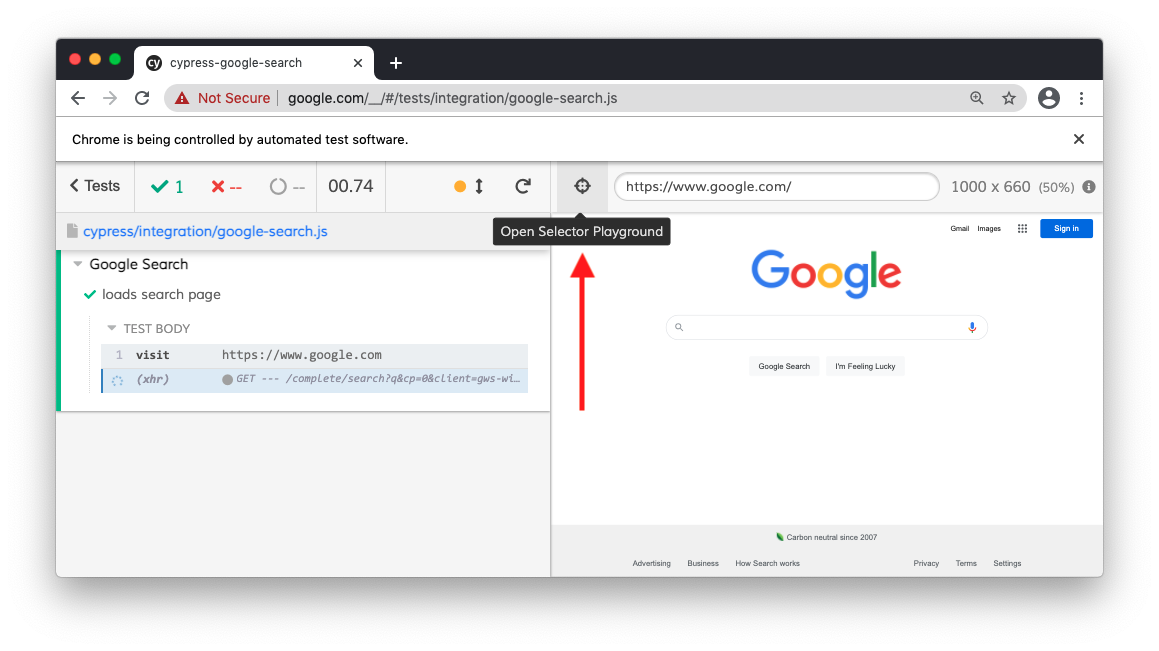 cy cypress-google-search
Not Secure google.com/__/#/tests/integration/google-search.js
Chrome is being controlled by automated test software.
Tests 1 -- -- 00.74 https://www.google.com/ 1000 x 660 (50%)
cypress/integration/google-search.js
Open Selector Playground
Google Search
loads search page
TEST BODY
1 visit https://www.google.com
(xhr) GET --- /complete/search?q&cp=0&client=gws-wi…
Gmail Images Sign in
Google
Google Search I'm Feeling Lucky
Carbon neutral since 2007
Advertising Business How Search works Privacy Terms Settings